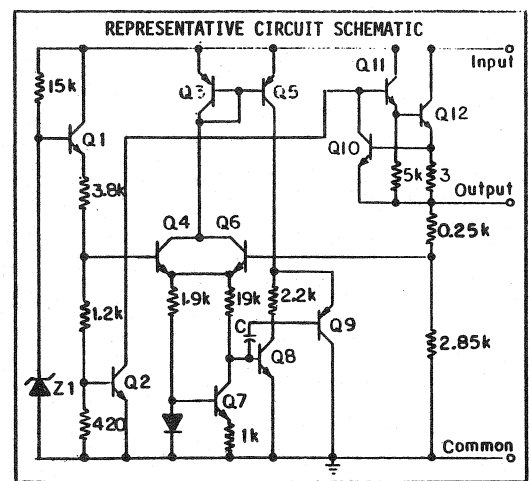 REPRESENTATIVE CIRCUIT SCHEMATIC
Input
15k
Q3
Q5
Q11
Q12
Q1
Q10
3.8k
5k
3
Output
Q4
Q6
0.25k
1.9k
19k
2.2k
1.2k
C
Q9
2.85k
Q8
Z1
Q2
Q7
420
1k
Common